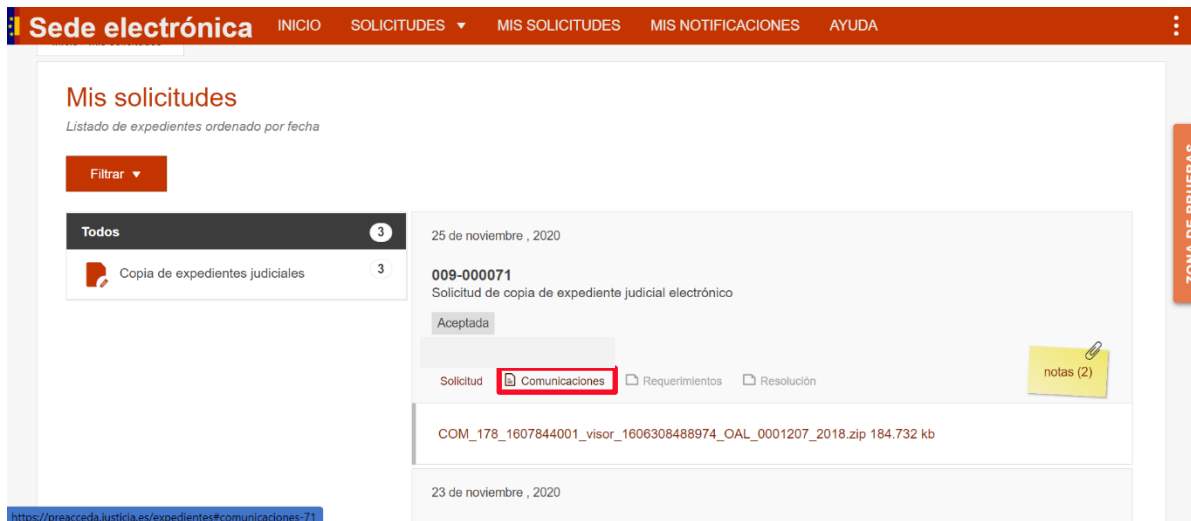 Sede electrónica INICIO SOLICITUDES ▼ MIS SOLICITUDES MIS NOTIFICACIONES AYUDA
Mis solicitudes
Listado de expedientes ordenado por fecha
Filtrar ▼
Todos 3
Copia de expedientes judiciales 3
25 de noviembre , 2020
009-000071
Solicitud de copia de expediente judicial electrónico
Aceptada
notas (2)
Solicitud Comunicaciones Requerimientos Resolución
COM_178_1607844001_visor_1606308488974_OAL_0001207_2018.zip 184.732 kb
23 de noviembre , 2020
https://preacceda.justicia.es/expedientes#comunicaciones-71
ZONA DE PRUEBAS